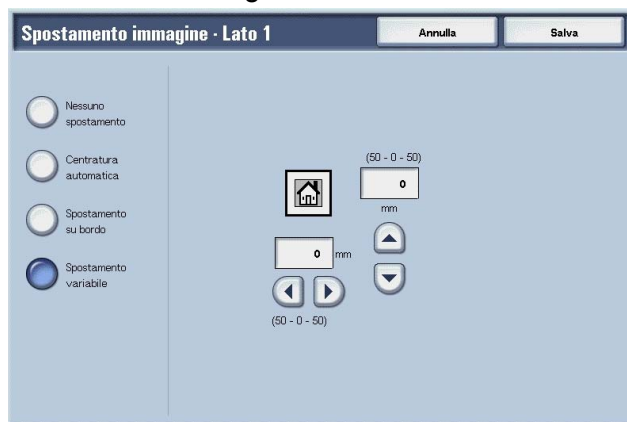 Spostamento immagine - Lato 1
Annulla
Salva
Nessuno
spostamento
Centratura
automatica
Spostamento
su bordo
Spostamento
variabile
(50 - 0 - 50)
0
mm
0 mm
(50 - 0 - 50)